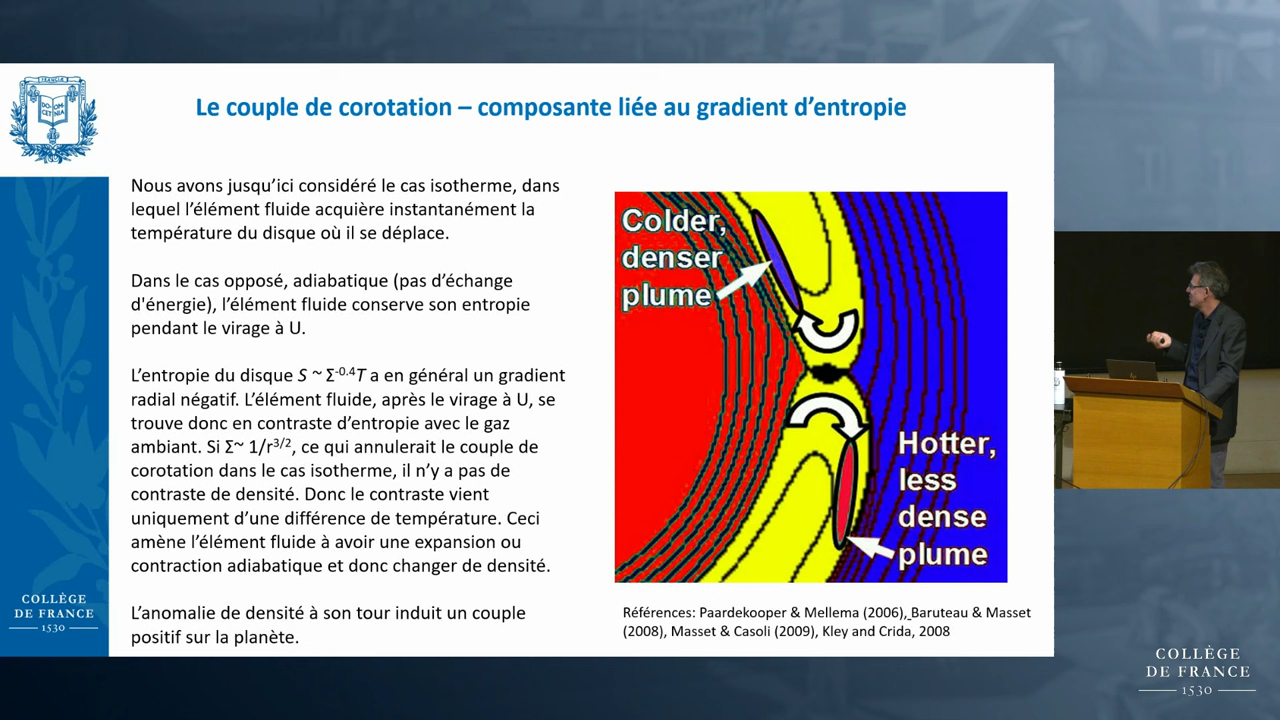 Le couple de corotation – composante liée au gradient d'entropie
Nous avons jusqu'ici considéré le cas isotherme, dans
lequel l'élément fluide acquière instantanément la
température du disque où il se déplace.
Dans le cas opposé, adiabatique (pas d'échange
d'énergie), l'élément fluide conserve son entropie
pendant le virage à U.
L'entropie du disque S ~ Σ-0.4T a en général un gradient
radial négatif. L'élément fluide, après le virage à U, se
trouve donc en contraste d'entropie avec le gaz
ambiant. Si Σ~ 1/r3/2, ce qui annulerait le couple de
corotation dans le cas isotherme, il n'y a pas de
contraste de densité. Donc le contraste vient
uniquement d'une différence de température. Ceci
amène l'élément fluide à avoir une expansion ou
contraction adiabatique et donc changer de densité.
L'anomalie de densité à son tour induit un couple
positif sur la planète.
Colder,
denser
plume
Hotter,
less
dense
plume
Références: Paardekooper & Mellema (2006), Baruteau & Masset
(2008), Masset & Casoli (2009), Kley and Crida, 2008
COLLÈGE
DE FRANCE
1530
COLLÈGE
DE FRANCE
1530